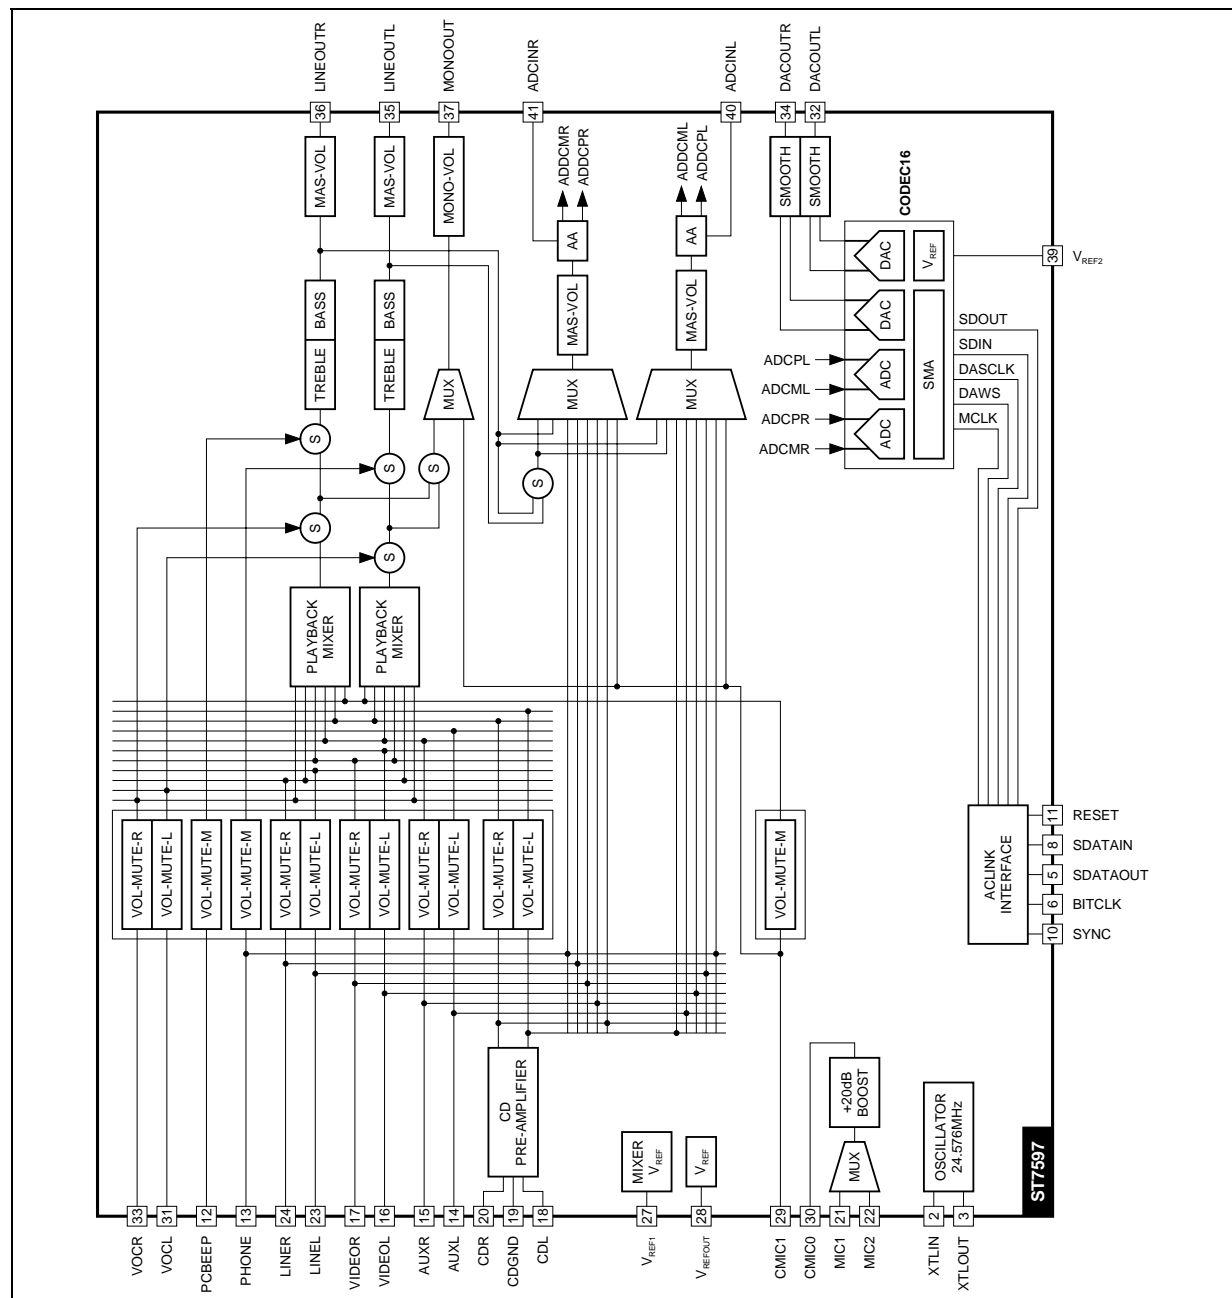 LINEOUTR
LINEOUTL
MONOOUT
ADCINR
ADCINL
DACOUTR
DACOUTL
36
35
37
41
40
34
32
MAS-VOL
MAS-VOL
MONO-VOL
ADDCMR
ADDCPR
ADDCML
ADDCPL
SMOOTH
SMOOTH
AA
AA
CODEC16
DAC
VREF
39
VREF2
BASS
BASS
MAS-VOL
MAS-VOL
DAC
SDOUT
SDIN
DASCLK
DAWS
MCLK
TREBLE
TREBLE
MUX
MUX
MUX
ADCPL
ADCML
ADCPR
ADCMR
ADC
ADC
SMA
S
S
S
S
S
S
PLAYBACK
MIXER
PLAYBACK
MIXER
VOL-MUTE-R
VOL-MUTE-L
VOL-MUTE-M
VOL-MUTE-M
VOL-MUTE-R
VOL-MUTE-L
VOL-MUTE-R
VOL-MUTE-L
VOL-MUTE-R
VOL-MUTE-L
VOL-MUTE-R
VOL-MUTE-L
VOL-MUTE-M
ACLINK
INTERFACE
11
RESET
8
SDATAIN
5
SDATAOUT
6
BITCLK
10
SYNC
CD
PRE-AMPLIFIER
MIXER
VREF
VREF
+20dB
BOOST
MUX
OSCILLATOR
24.576MHz
ST7597
33
31
12
13
24
23
17
16
15
14
20
19
18
27
28
29
30
21
22
2
3
VOCR
VOCL
PCBEEP
PHONE
LINER
LINEL
VIDEOR
VIDEOL
AUXR
AUXL
CDR
CDGND
CDL
VREF1
VREFOUT
CMIC1
CMIC0
MIC1
MIC2
XTLIN
XTLOUT